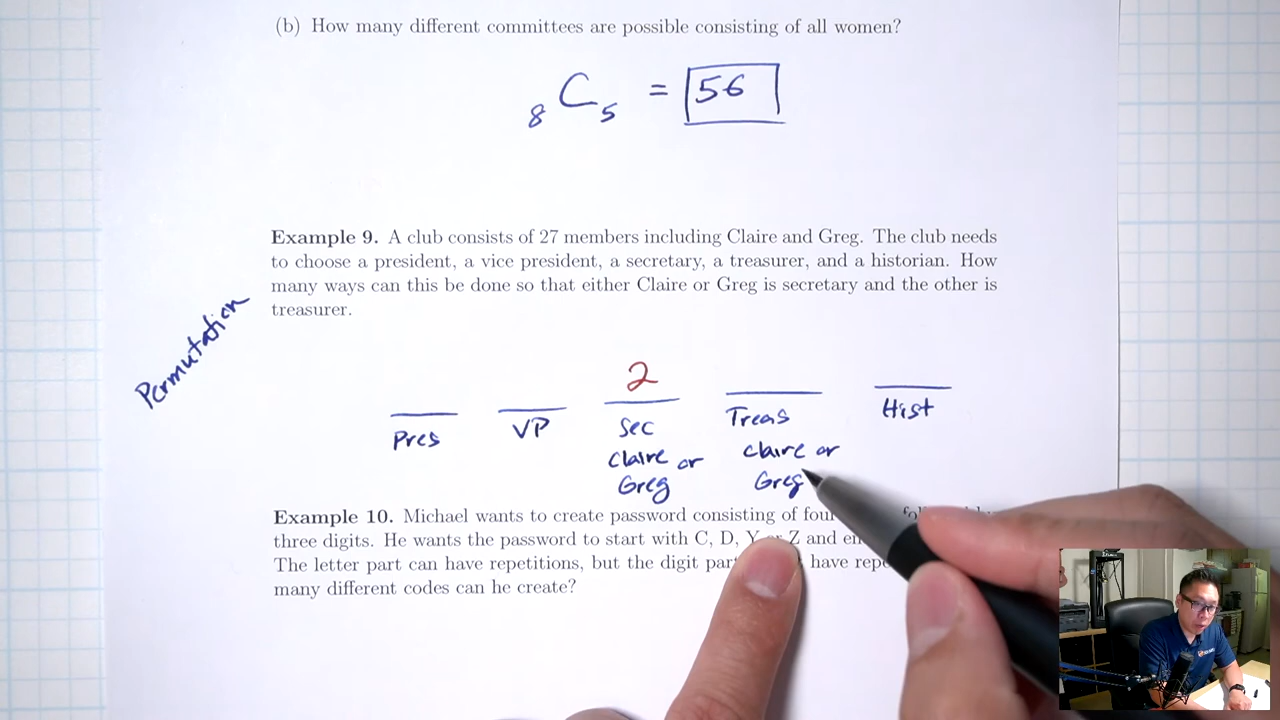 (b) How many different committees are possible consisting of all women?
8 C 5 = 56
Example 9. A club consists of 27 members including Claire and Greg. The club needs
to choose a president, a vice president, a secretary, a treasurer, and a historian. How
many ways can this be done so that either Claire or Greg is secretary and the other is
treasurer.
Permutation
2
Pres VP Sec Treas Hist
Claire or Claire or
Greg Greg
Example 10. Michael wants to create password consisting of four
three digits. He wants the password to start with C, D, Y or Z and
The letter part can have repetitions, but the digit have
many different codes can he create?